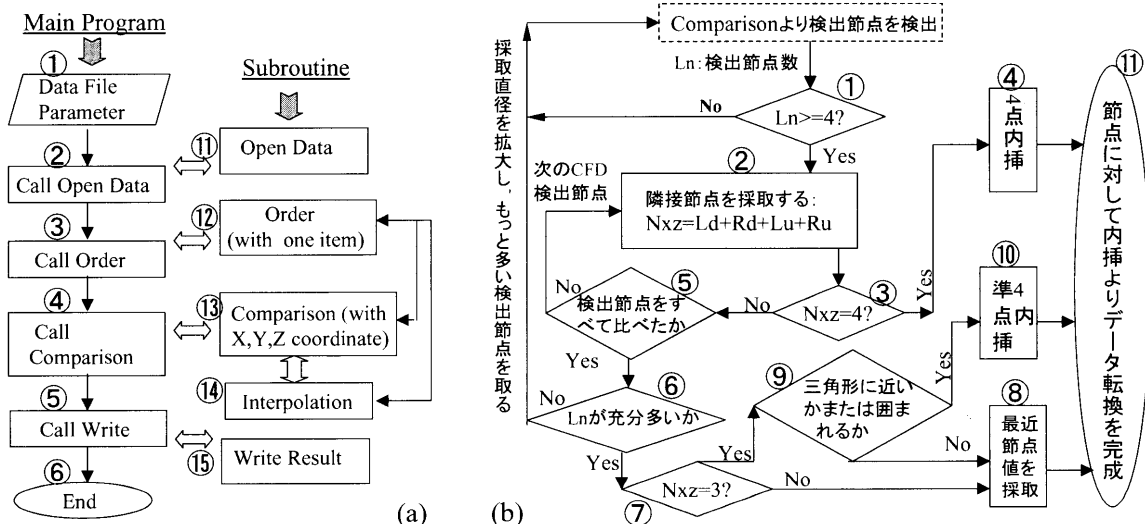 Main Program
①
Data File
Parameter
②
Call Open Data
③
Call Order
④
Call
Comparison
⑤
Call Write
⑥
End
Subroutine
⑪
Open Data
⑫
Order
(with one item)
⑬
Comparison (with
X,Y,Z coordinate)
⑭
Interpolation
⑮
Write Result
(a)
(b)
採取直径を拡大し、もっと多い検出節点を取る
Comparisonより検出節点を検出
Ln:検出節点数
①
Ln>=4?
No
Yes
②
次のCFD
検出節点
隣接節点を採取する:
Nxz=Ld+Rd+Lu+Ru
③
Nxz=4?
No
Yes
④
4点内挿
⑤
検出節点をす
べて比べたか
No
Yes
⑥
Lnが充分多いか
No
Yes
⑦
Nxz=3?
Yes
No
⑨
三角形に近い
かまたは囲ま
れるか
Yes
No
⑩
準4
点内
挿
⑧
最近
節点
値を
採取
⑪
節点に対して内挿よりデータ転換を完成